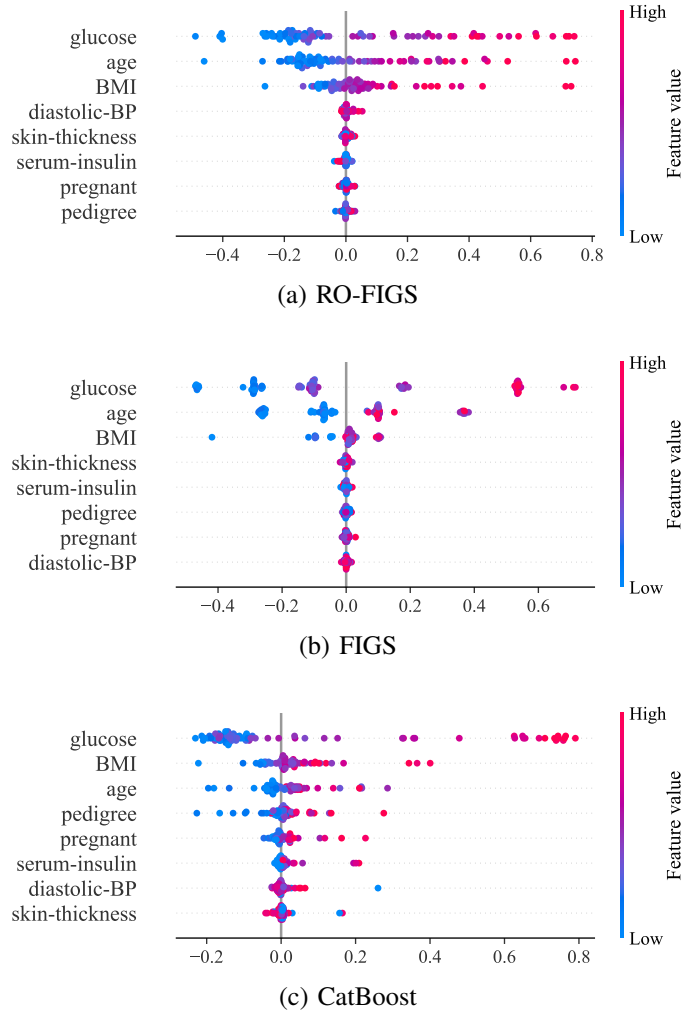 High
glucose
age
BMI
diastolic-BP
skin-thickness
serum-insulin
pregnant
pedigree
Feature value
Low
−0.4 −0.2 0.0 0.2 0.4 0.6 0.8
(a) RO-FIGS
High
glucose
age
BMI
skin-thickness
serum-insulin
pedigree
pregnant
diastolic-BP
Feature value
Low
−0.4 −0.2 0.0 0.2 0.4 0.6
(b) FIGS
High
glucose
BMI
age
pedigree
pregnant
serum-insulin
diastolic-BP
skin-thickness
Feature value
Low
−0.2 0.0 0.2 0.4 0.6 0.8
(c) CatBoost